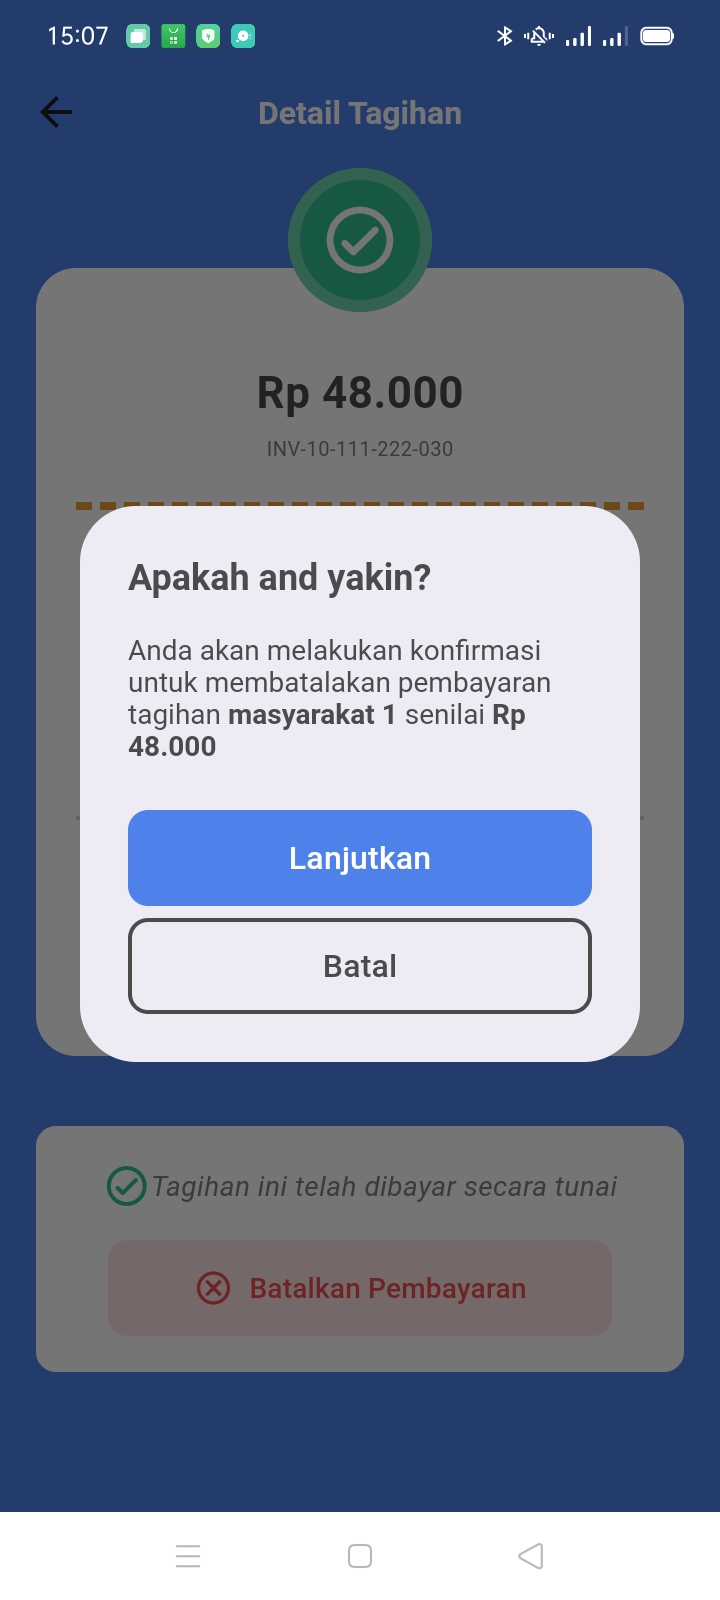 15:07
Detail Tagihan
Rp 48.000
INV-10-111-222-030
Apakah and yakin?
Anda akan melakukan konfirmasi
untuk membatalakan pembayaran
tagihan masyarakat 1 senilai Rp
48.000
Lanjutkan
Batal
Tagihan ini telah dibayar secara tunai
Batalkan Pembayaran